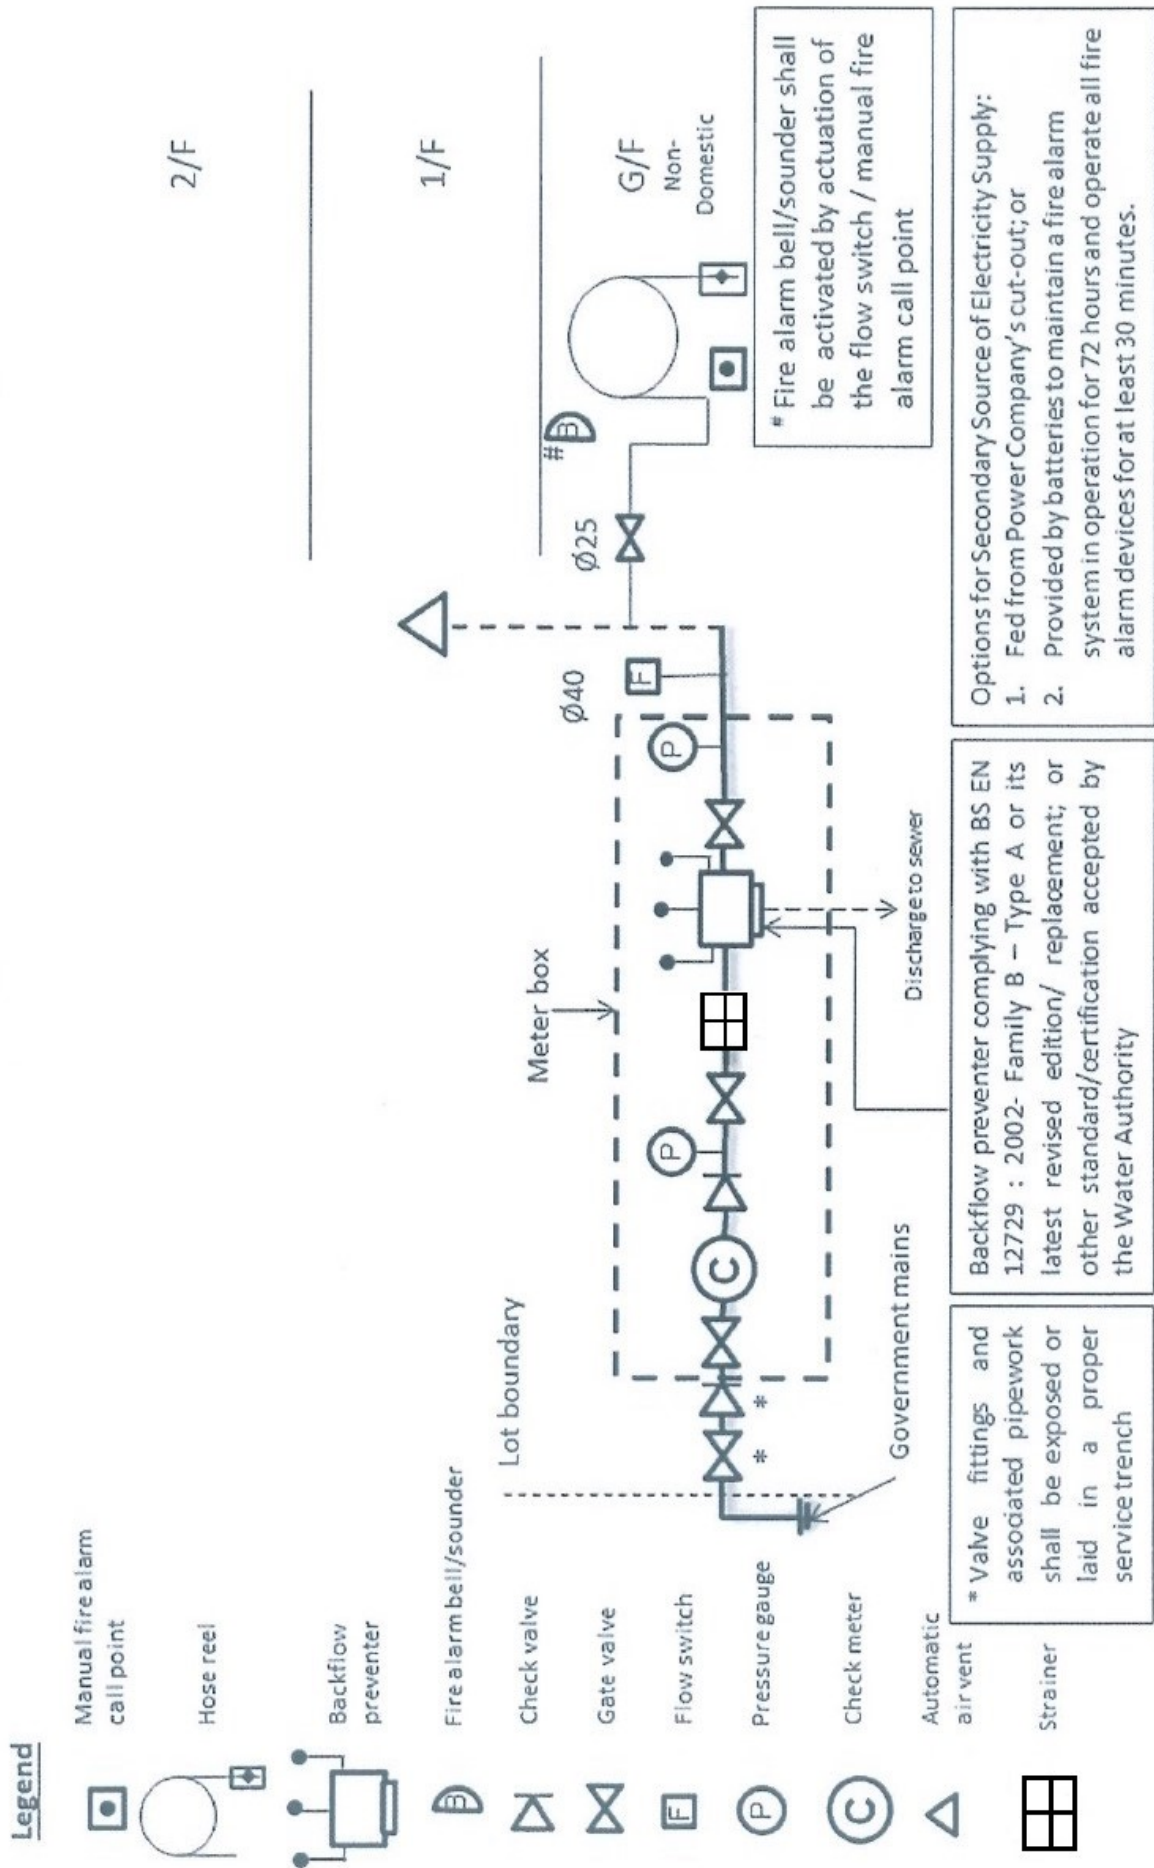 Legend
Manual fire alarm
call point
Hose reel
Backflow
preventer
Fire alarm bell/sounder
B
Check valve
Gate valve
Flow switch
F
Pressure gauge
P
Check meter
C
Automatic
air vent
Strainer
2/F
1/F
G/F
Non-
Domestic
# B
Ø25
Ø40
F
P
P
C
Meter box
Lot boundary
* *
Government mains
Discharge to sewer
# Fire alarm bell/sounder shall
be activated by actuation of
the flow switch / manual fire
alarm call point
* Valve fittings and
associated pipework
shall be exposed or
laid in a proper
service trench
Backflow preventer complying with BS EN
12729 : 2002- Family B – Type A or its
latest revised edition/ replacement; or
other standard/certification accepted by
the Water Authority
Options for Secondary Source of Electricity Supply:
1. Fed from Power Company's cut-out; or
2. Provided by batteries to maintain a fire alarm
system in operation for 72 hours and operate all fire
alarm devices for at least 30 minutes.